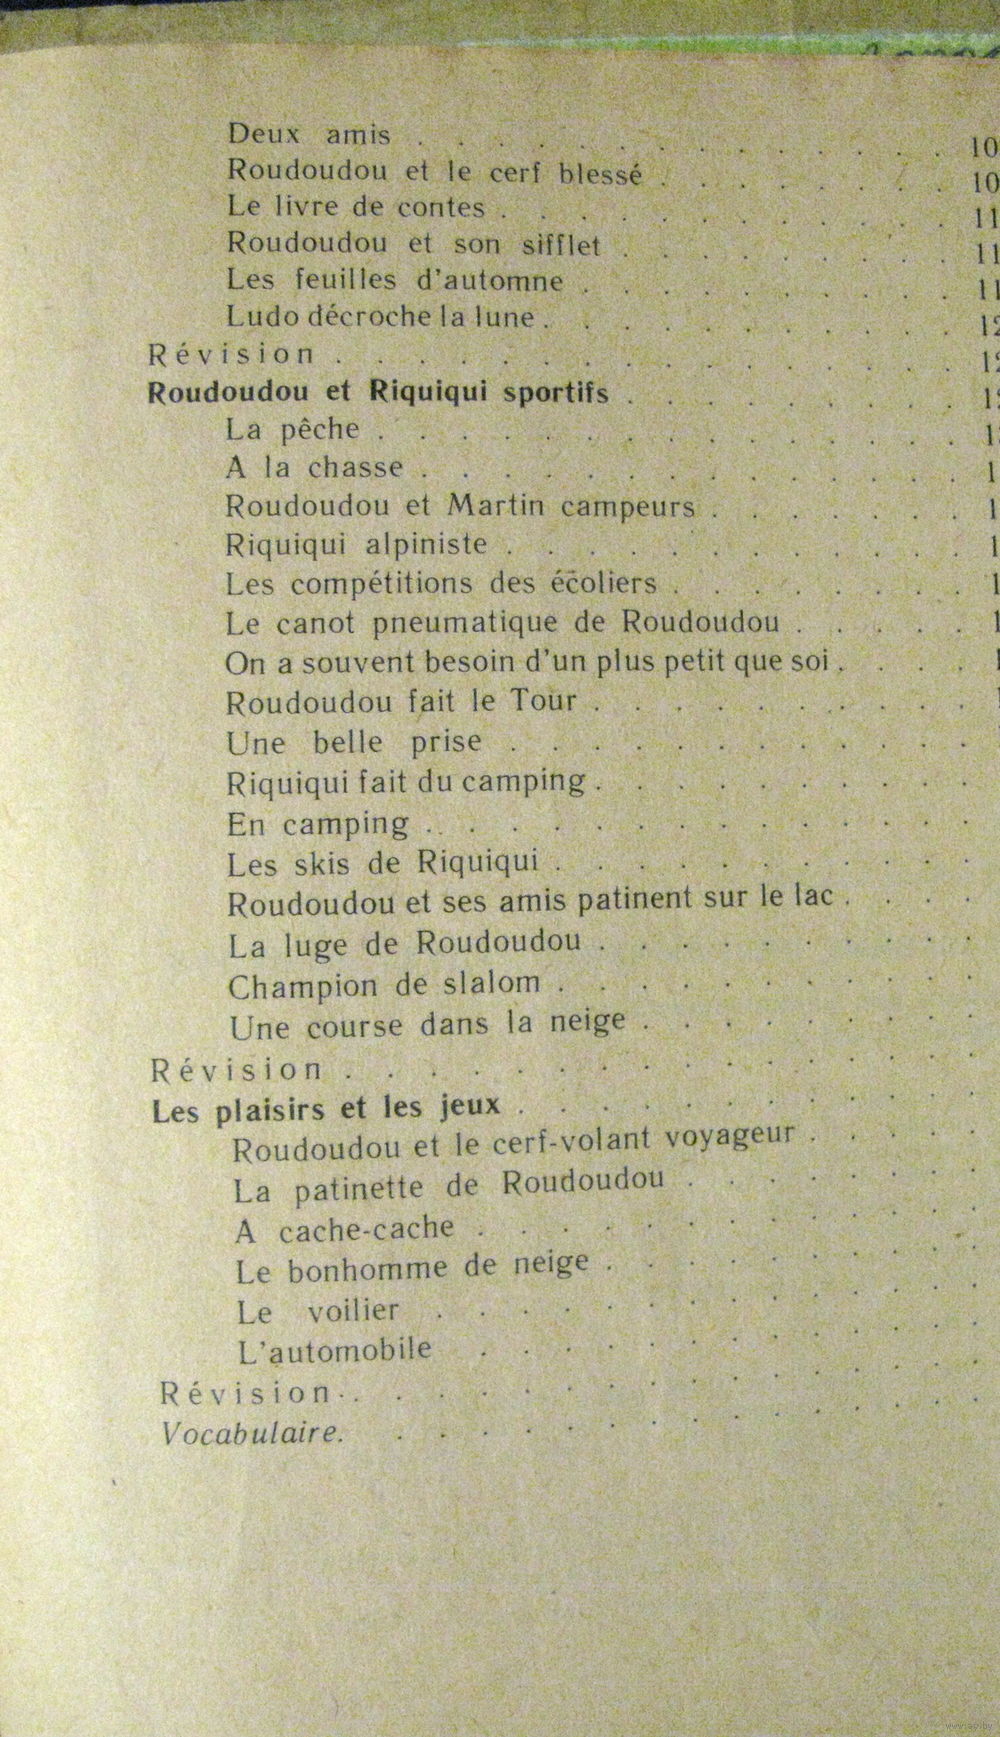 Deux amis . . . . . . . . . . . . . 10
Roudoudou et le cerf blessé . . . . . . . 10
Le livre de contes . . . . . . . . . . . 11
Roudoudou et son sifflet . . . . . . . . 11
Les feuilles d'automne . . . . . . . . . 11
Ludo décroche la lune . . . . . . . . . . 12
Révision . . . . . . . . . . . . . . . 12
Roudoudou et Riquiqui sportifs . . . . . . . .
La pêche . . . . . . . . . . . . . .
A la chasse . . . . . . . . . . . . .
Roudoudou et Martin campeurs . . . . . . .
Riquiqui alpiniste . . . . . . . . . . .
Les compétitions des écoliers . . . . . . . .
Le canot pneumatique de Roudoudou . . . . .
On a souvent besoin d'un plus petit que soi . . . .
Roudoudou fait le Tour . . . . . . . . . .
Une belle prise . . . . . . . . . . . .
Riquiqui fait du camping . . . . . . . . . .
En camping . . . . . . . . . . . . . .
Les skis de Riquiqui . . . . . . . . . . .
Roudoudou et ses amis patinent sur le lac . . . .
La luge de Roudoudou . . . . . . . . . .
Champion de slalom . . . . . . . . . . .
Une course dans la neige . . . . . . . . .
Révision . . . . . . . . . . . . . . . .
Les plaisirs et les jeux . . . . . . . . . . . .
Roudoudou et le cerf-volant voyageur . . . . .
La patinette de Roudoudou . . . . . . . .
A cache-cache . . . . . . . . . . . . .
Le bonhomme de neige . . . . . . . . . .
Le voilier . . . . . . . . . . . . . .
L'automobile . . . . . . . . . . . . .
Révision . . . . . . . . . . . . . . . .
Vocabulaire. . . . . . . . . . . . . . .